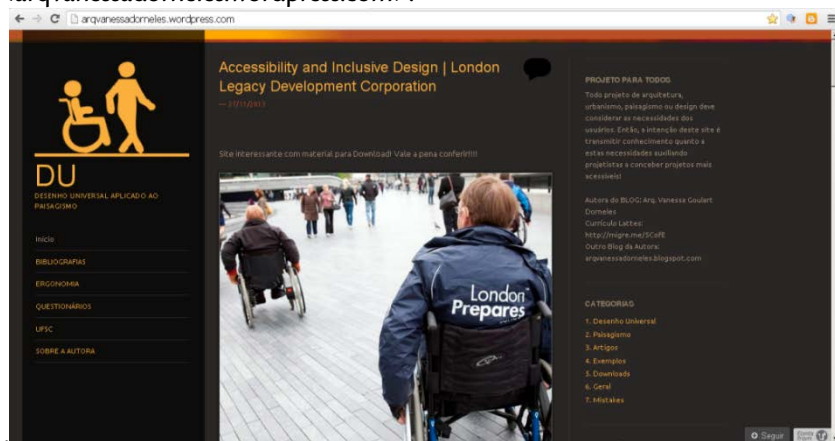 arqvanessadorneles.wordpress.com
DU
DESENHO UNIVERSAL APLICADO AO
PAISAGISMO
Início
BIBLIOGRAFIAS
ERGONOMIA
QUESTIONÁRIOS
UFSC
SOBRE A AUTORA
Accessibility and Inclusive Design | London
Legacy Development Corporation
Site interessante com material para Download! Vale a pena conferir!!!!
London
Prepares
PROJETO PARA TODOS
Todo projeto de arquitetura,
urbanismo, paisagismo ou design deve
considerar as necessidades dos
usuários. Então, a intenção deste site é
transmitir conhecimento quanto a
estas necessidades auxiliando
projetistas a conceber projetos mais
acessíveis!
Autora do BLOG: Arq. Vanessa Goulart
Dorneles
Currículo Lattes:
http://migre.me/5CofE
Outro Blog da Autora:
arqvanessadorneles.blogspot.com
CATEGORIAS
1. Desenho Universal
2. Paisagismo
3. Artigos
4. Exemplos
5. Downloads
6. Geral
7. Mistakes
Seguir